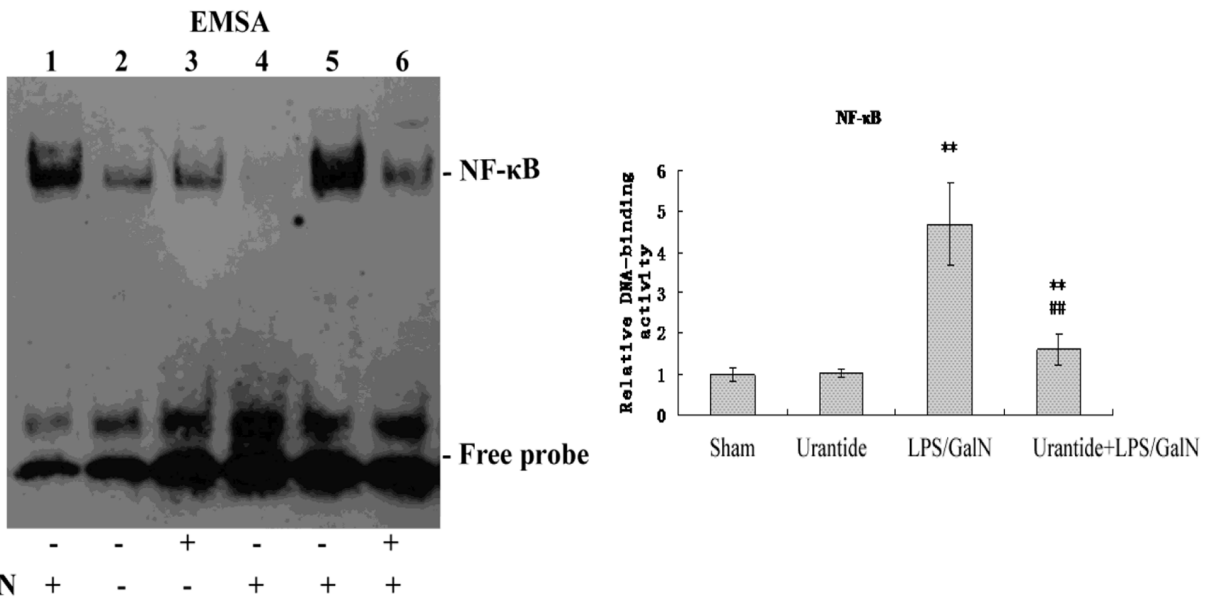 EMSA
1 2 3 4 5 6
- NF-κB
- Free probe
- - + - - +
N + - - + + +
NF-κB
Relative DNA-binding
activity
6
5
4
3
2
1
0
**
**
##
Sham Urantide LPS/GalN Urantide+LPS/GalN